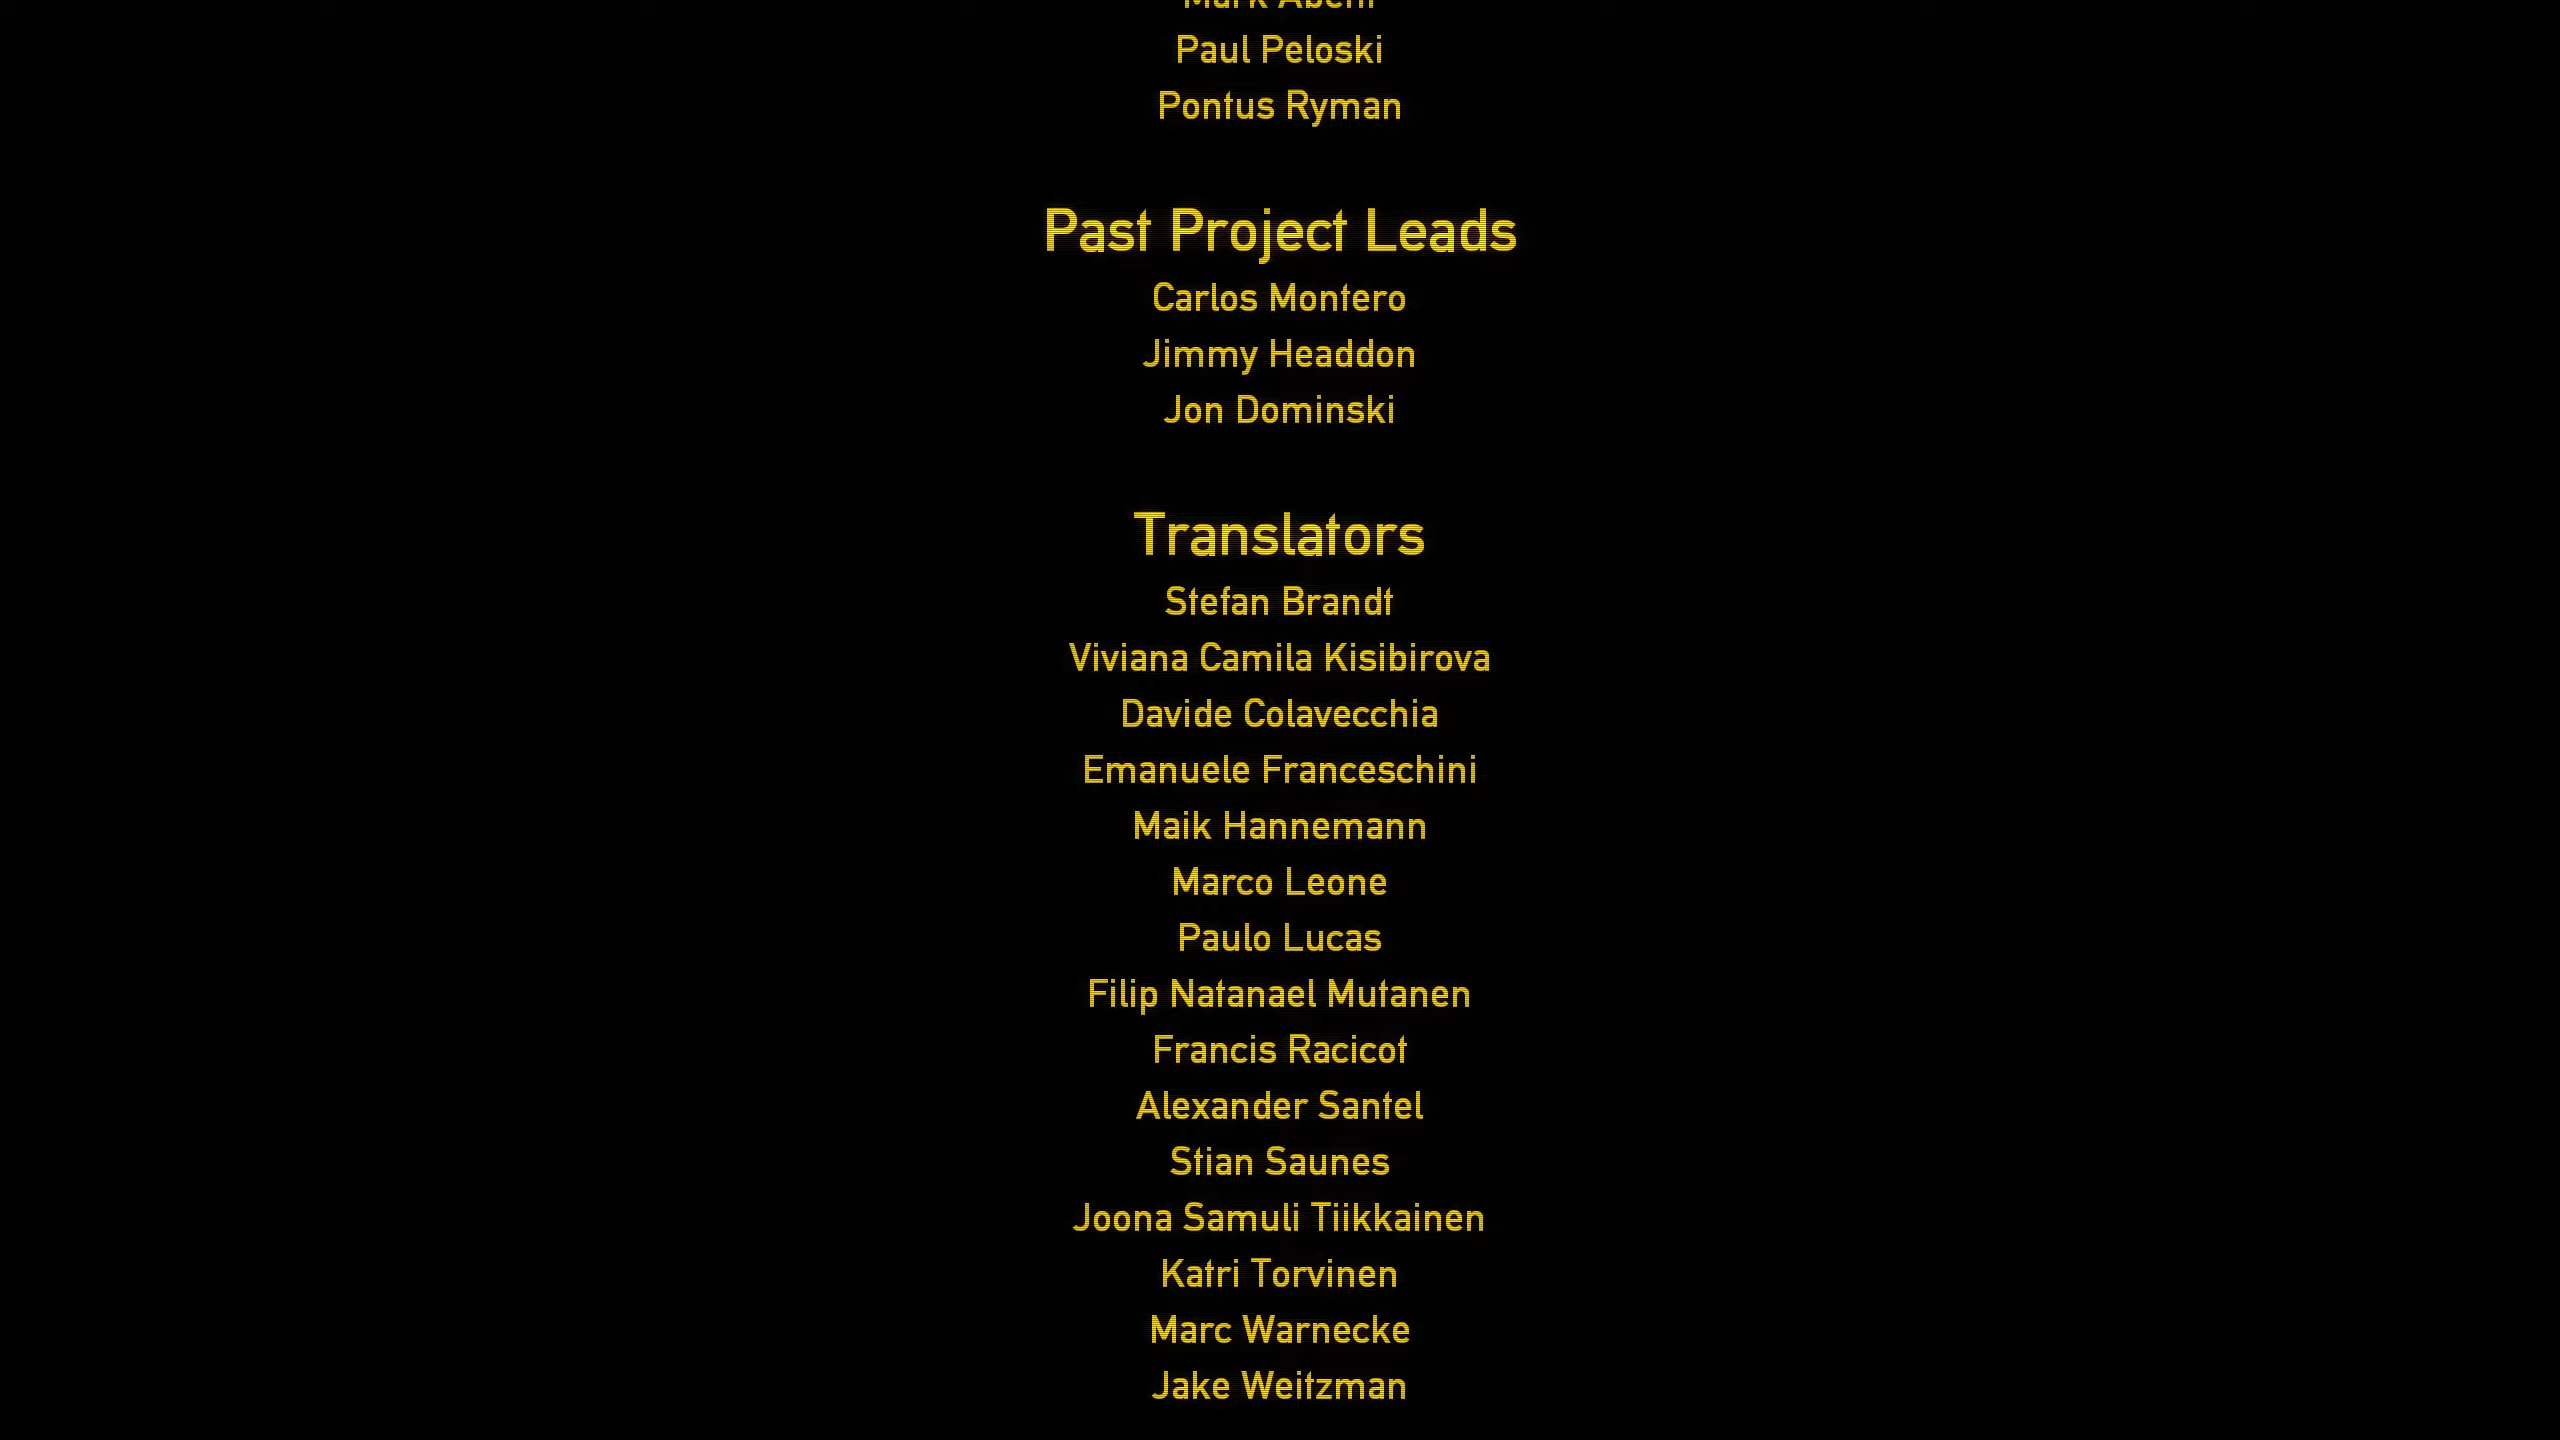 Paul Peloski
Pontus Ryman
Past Project Leads
Carlos Montero
Jimmy Headdon
Jon Dominski
Translators
Stefan Brandt
Viviana Camila Kisibirova
Davide Colavecchia
Emanuele Franceschini
Maik Hannemann
Marco Leone
Paulo Lucas
Filip Natanael Mutanen
Francis Racicot
Alexander Santel
Stian Saunes
Joona Samuli Tiikkainen
Katri Torvinen
Marc Warnecke
Jake Weitzman